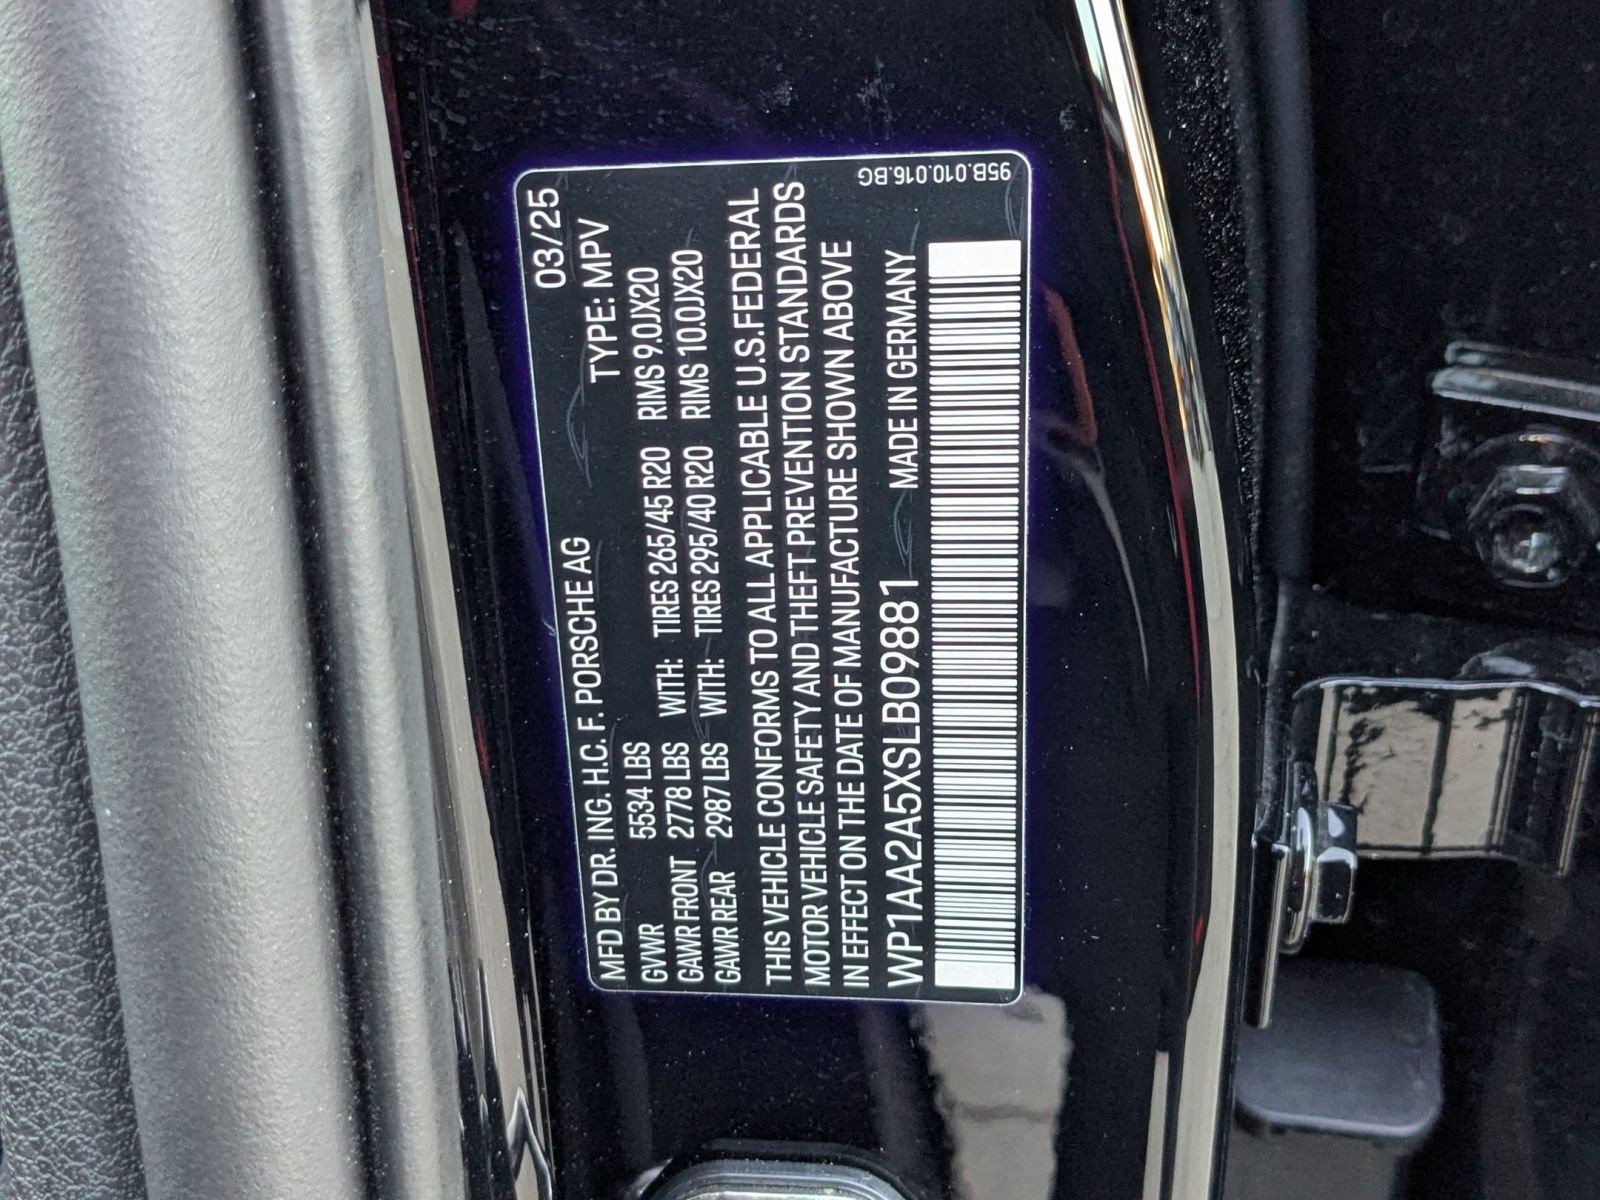 MFD BY DR. ING. H.C. F. PORSCHE AG 03/25
TYPE: MPV
GVWR 5534 LBS
GAWR FRONT 2778 LBS WITH: TIRES 265/45 R20 RIMS 9.0JX20
GAWR REAR 2987 LBS WITH: TIRES 295/40 R20 RIMS 10.0JX20
THIS VEHICLE CONFORMS TO ALL APPLICABLE U.S.FEDERAL
MOTOR VEHICLE SAFETY AND THEFT PREVENTION STANDARDS
IN EFFECT ON THE DATE OF MANUFACTURE SHOWN ABOVE
WP1AA2A5XSLB09881 MADE IN GERMANY
95B.010.016.BG